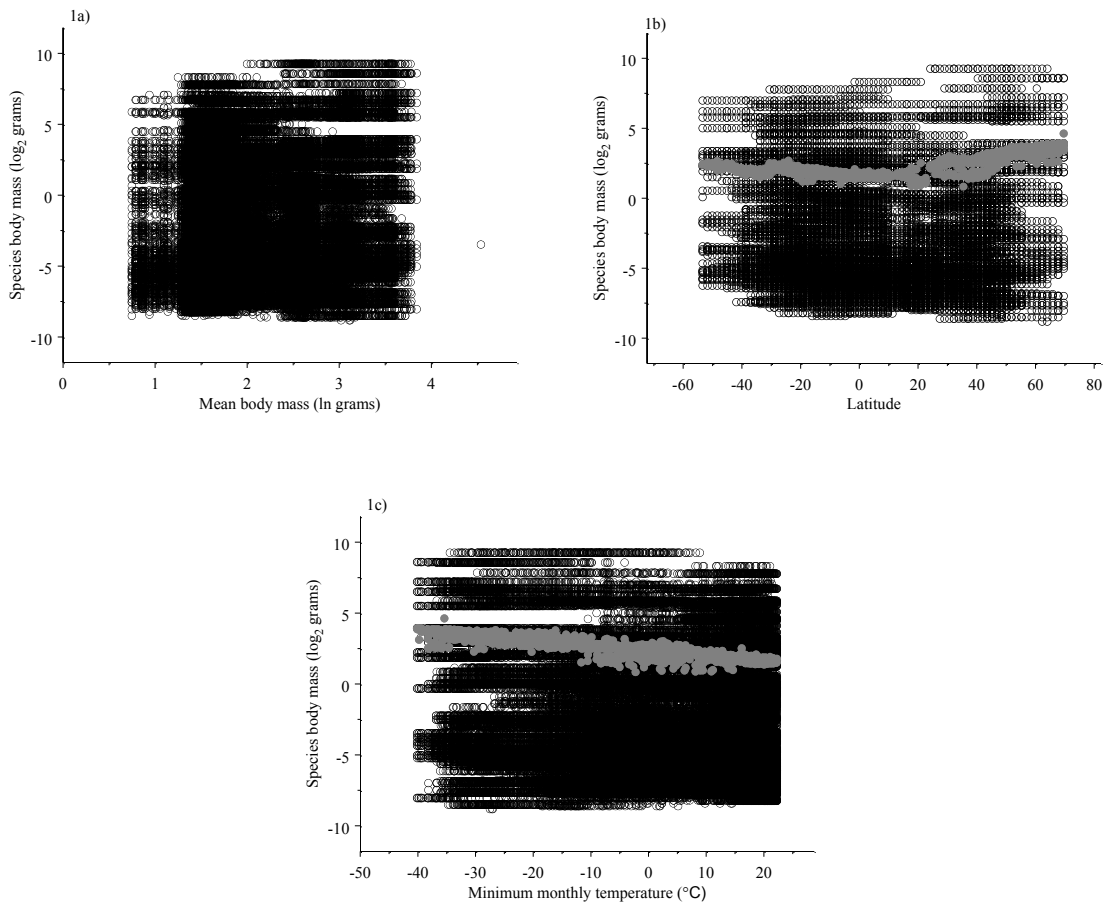 1a)
10
5
0
-5
-10
Species body mass (log2 grams)
0 1 2 3 4
Mean body mass (ln grams)
1b)
10
5
0
-5
-10
Species body mass (log2 grams)
-60 -40 -20 0 20 40 60 80
Latitude
1c)
10
5
0
-5
-10
Species body mass (log2 grams)
-50 -40 -30 -20 -10 0 10 20
Minimum monthly temperature (°C)